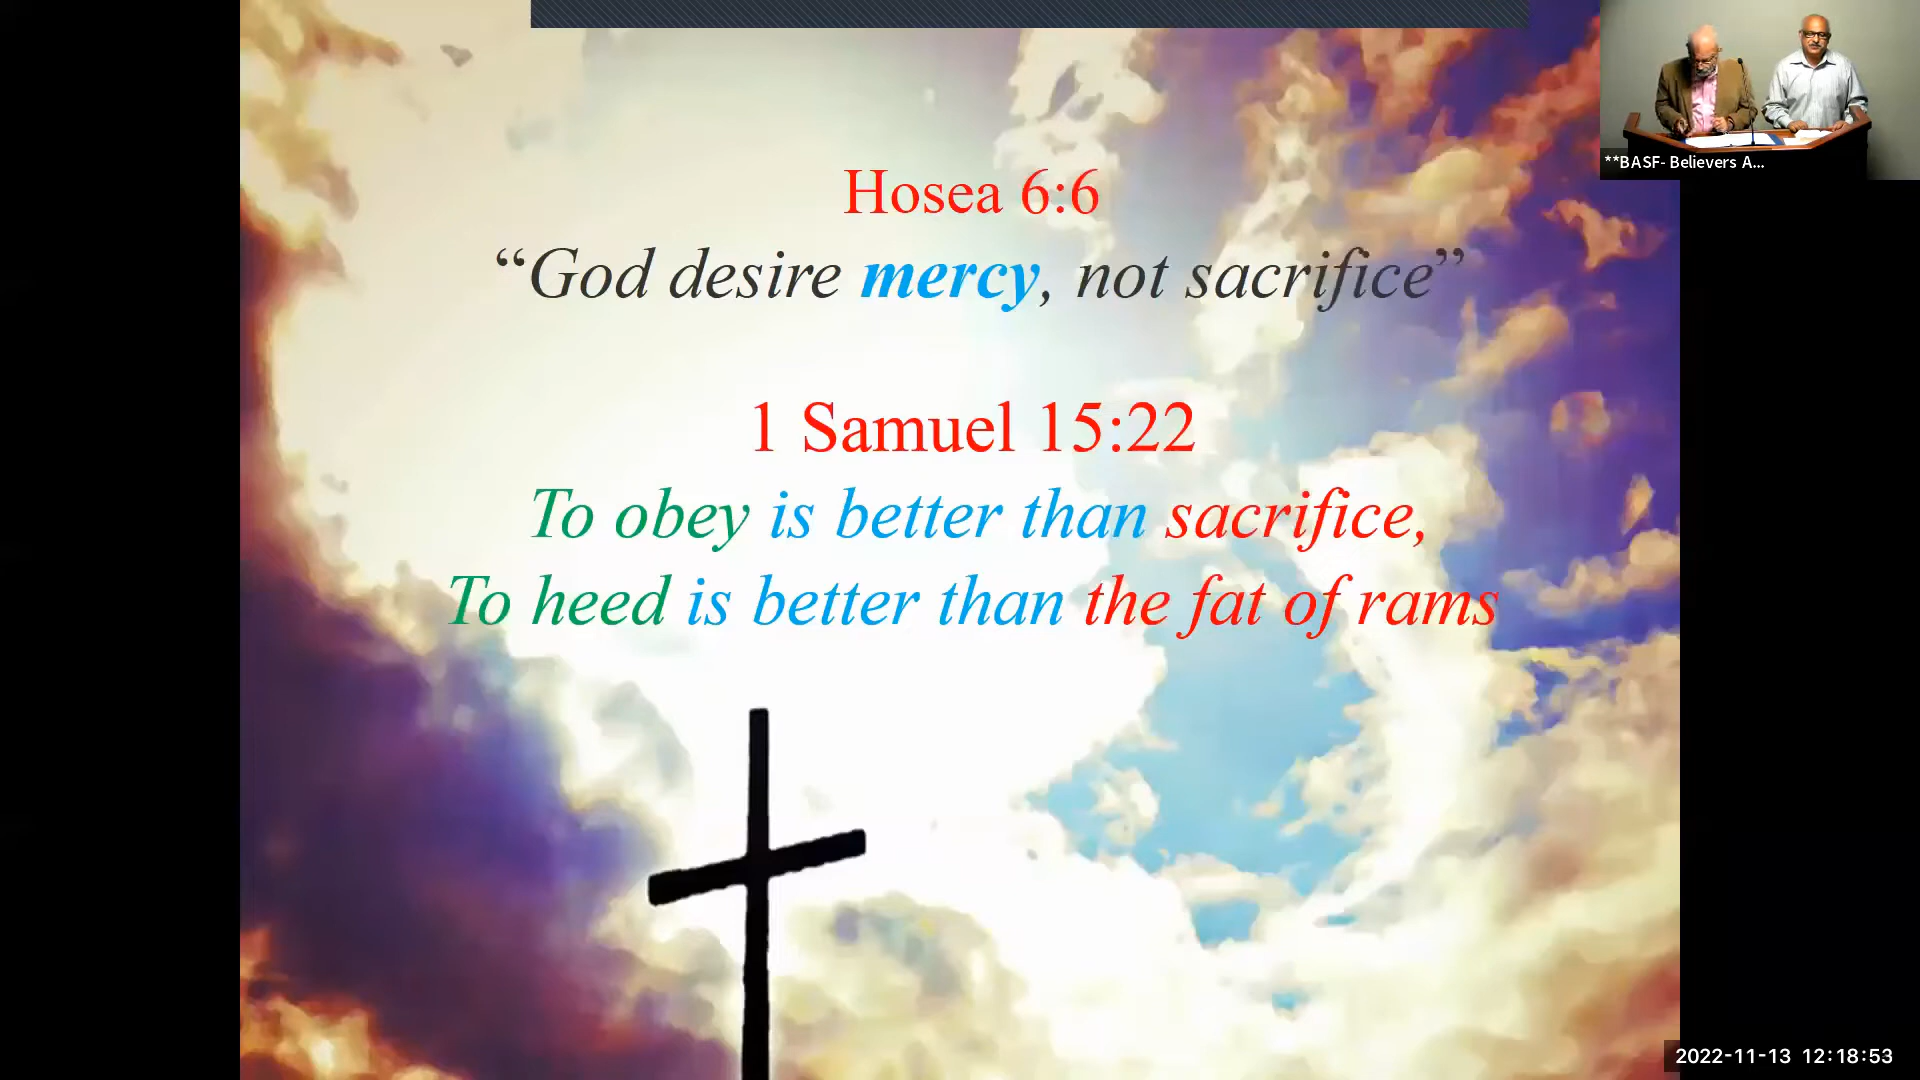 Hosea 6:6
“God desire mercy, not sacrifice”
1 Samuel 15:22
To obey is better than sacrifice,
To heed is better than the fat of rams
**BASF- Believers A...
2022-11-13 12:18:53